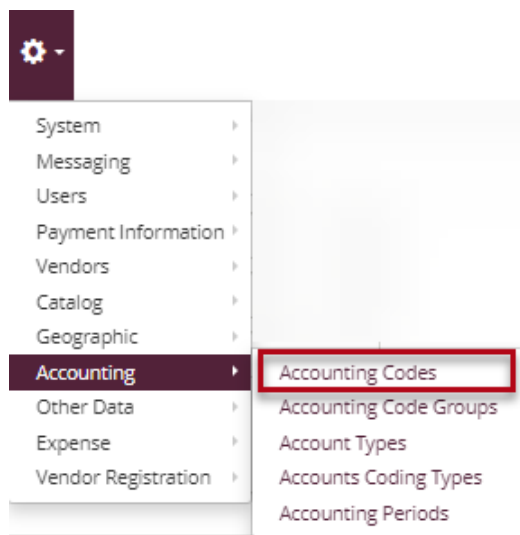 System
Messaging
Users
Payment Information
Vendors
Catalog
Geographic
Accounting
Other Data
Expense
Vendor Registration
Accounting Codes
Accounting Code Groups
Account Types
Accounts Coding Types
Accounting Periods